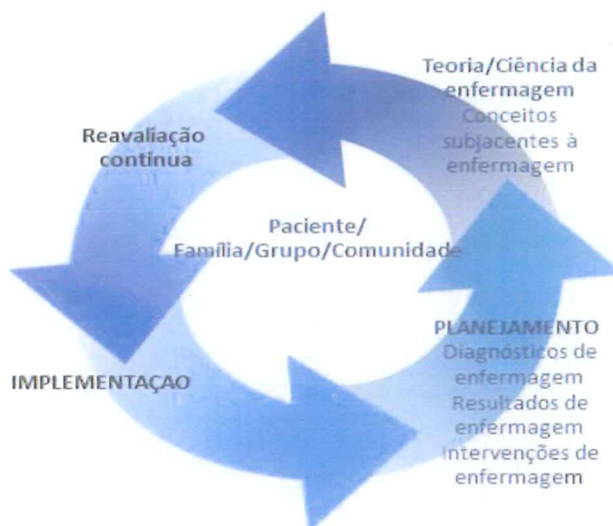 Teoria/Ciência da
enfermagem
Conceitos
subjacentes à
enfermagem
Reavaliação
continua
Paciente/
Família/Grupo/Comunidade
PLANEJAMENTO
Diagnósticos de
enfermagem
Resultados de
enfermagem
Intervenções de
enfermagem
IMPLEMENTAÇAO